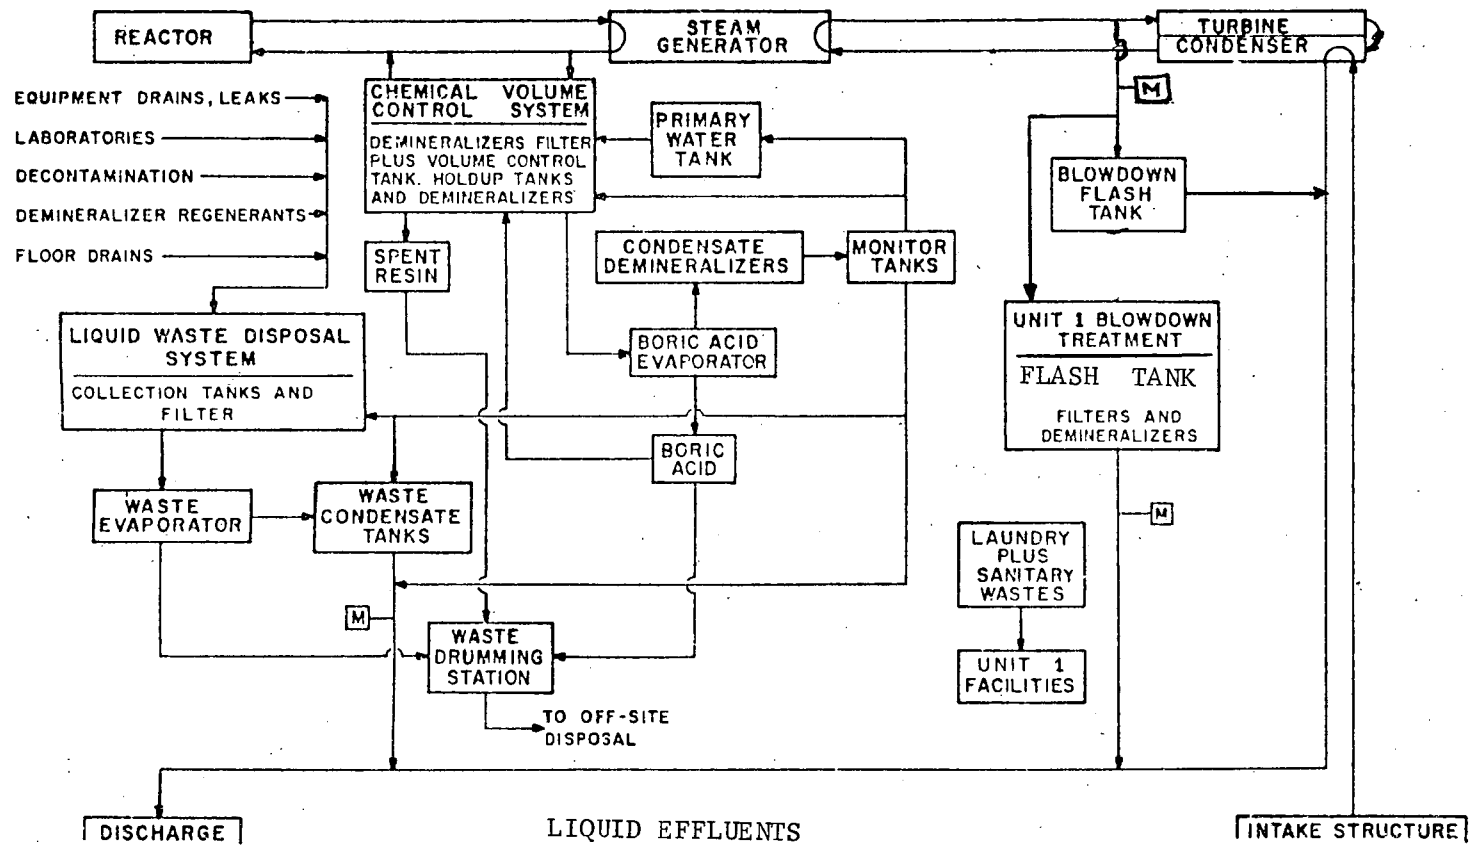 REACTOR
STEAM
GENERATOR
TURBINE
CONDENSER
EQUIPMENT DRAINS, LEAKS
LABORATORIES
DECONTAMINATION
DEMINERALIZER REGENERANTS
FLOOR DRAINS
CHEMICAL VOLUME
CONTROL SYSTEM
DEMINERALIZERS FILTER
PLUS VOLUME CONTROL
TANK. HOLDUP TANKS
AND DEMINERALIZERS
PRIMARY
WATER
TANK
M
BLOWDOWN
FLASH
TANK
SPENT
RESIN
CONDENSATE
DEMINERALIZERS
MONITOR
TANKS
LIQUID WASTE DISPOSAL
SYSTEM
COLLECTION TANKS AND
FILTER
BORIC ACID
EVAPORATOR
UNIT 1 BLOWDOWN
TREATMENT
FLASH TANK
FILTERS AND
DEMINERALIZERS
BORIC
ACID
WASTE
EVAPORATOR
WASTE
CONDENSATE
TANKS
M
LAUNDRY
PLUS
SANITARY
WASTES
M
WASTE
DRUMMING
STATION
UNIT 1
FACILITIES
TO OFF-SITE
DISPOSAL
DISCHARGE
LIQUID EFFLUENTS
INTAKE STRUCTURE